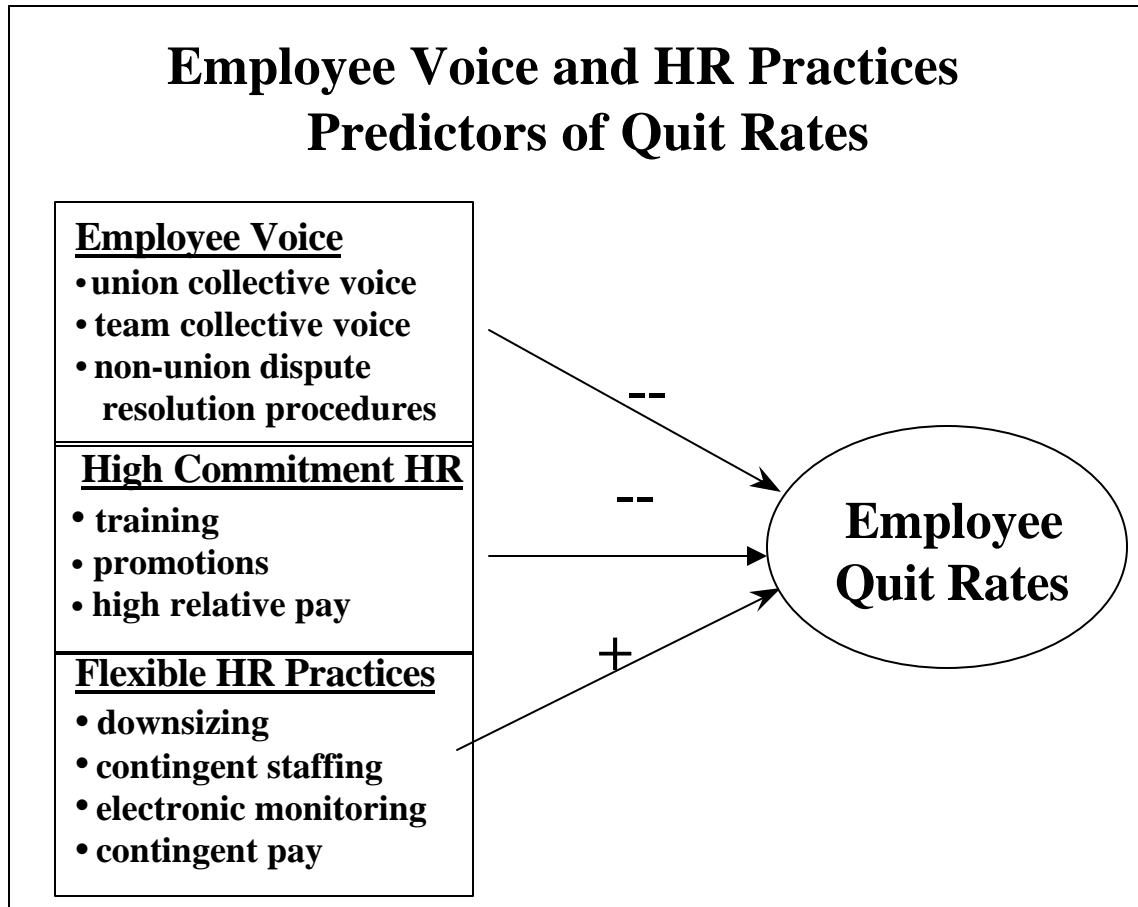 Employee Voice and HR Practices
Predictors of Quit Rates
Employee Voice
• union collective voice
• team collective voice
• non-union dispute
resolution procedures
--
High Commitment HR
• training
• promotions
• high relative pay
--
Employee
Quit Rates
Flexible HR Practices
• downsizing
• contingent staffing
• electronic monitoring
• contingent pay
+